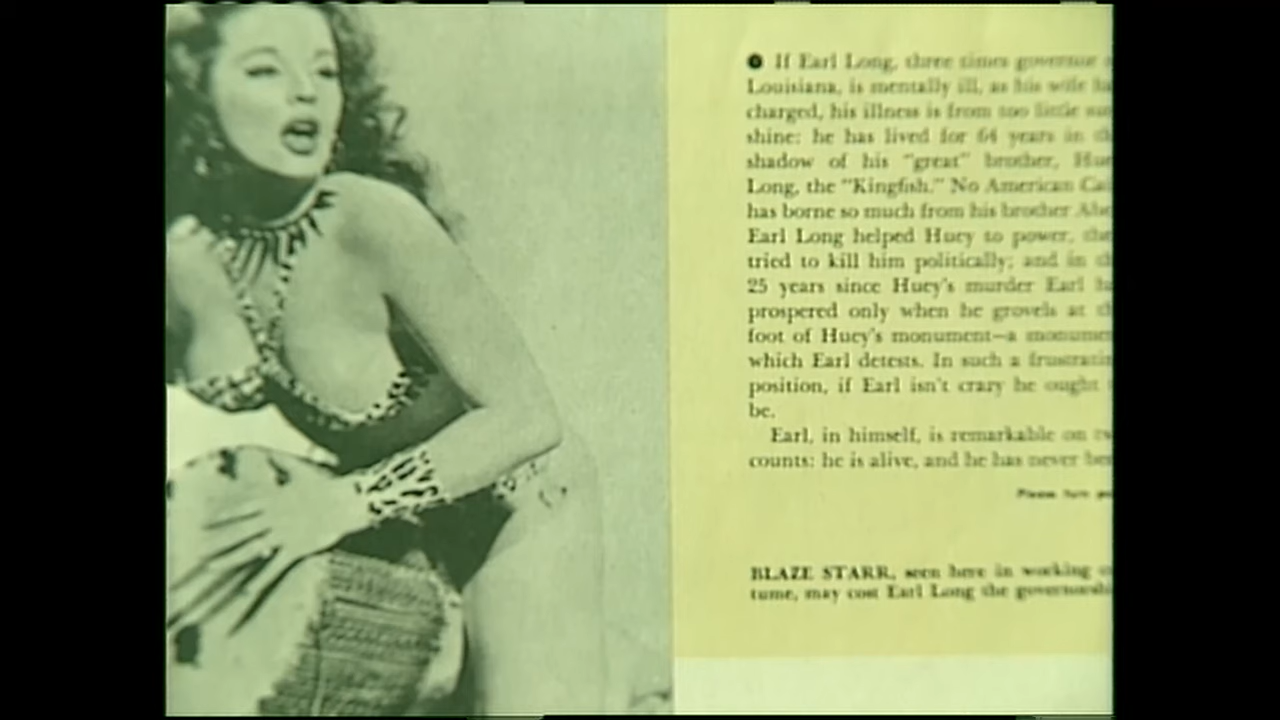 If Earl Long, three times governor
Louisiana, is mentally ill, as his wife
charged, his illness is from too little
shine: he has lived for 64 years in
shadow of his "great" brother,
Long, the "Kingfish." No American
has borne so much from his brother
Earl Long helped Huey to power,
tried to kill him politically; and in
25 years since Huey's murder Earl
prospered only when he grovels at
foot of Huey's monument—a
which Earl detests. In such a
position, if Earl isn't crazy he ought
be.
Earl, in himself, is remarkable on
counts: he is alive, and he has never
Please turn
BLAZE STARR, seen here in working
tume, may cost Earl Long the